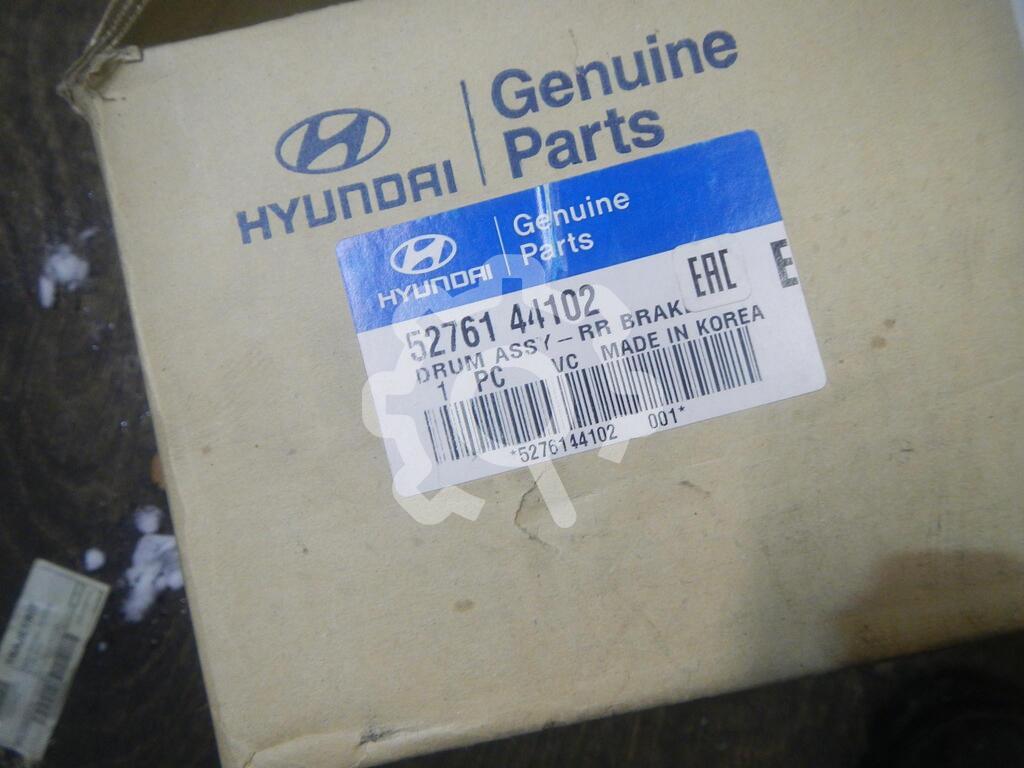 HYUNDAI
Genuine
Parts
HYUNDAI
Genuine
Parts
52761 44102
EAC
E
DRUM ASSY - RR BRAK
1 PC VC MADE IN KOREA
*5276144102 001*